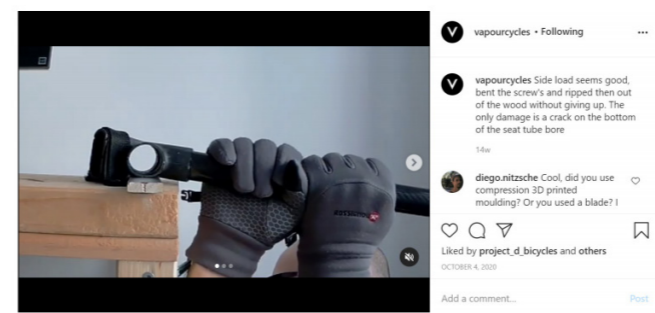 vapourcycles • Following
vapourcycles Side load seems good,
bent the screw's and ripped then out
of the wood without giving up. The
only damage is a crack on the bottom
of the seat tube bore
14w
diego.nitzsche Cool, did you use
compression 3D printed
moulding? Or you used a blade? I
Liked by project_d_bicycles and others
OCTOBER 4, 2020
Add a comment...
Post